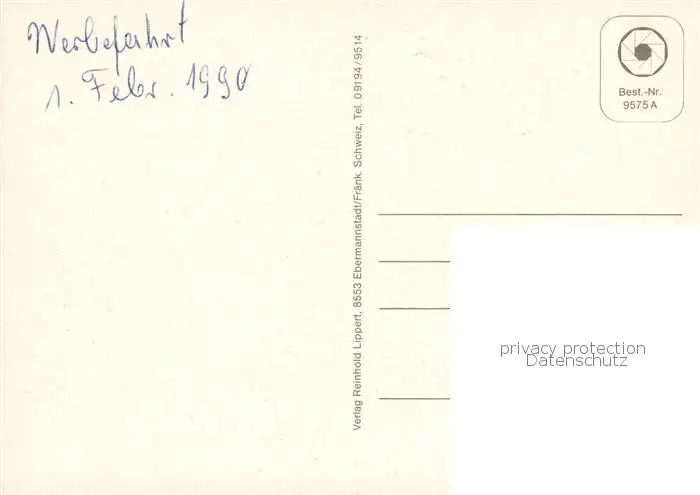 Werbefahrt
1. Febr. 1990
Verlag Reinhold Lippert, 8553 Ebermannstadt/Fränk. Schweiz, Tel. 09194/9514
Best.-Nr.
9575 A
privacy protection
Datenschutz